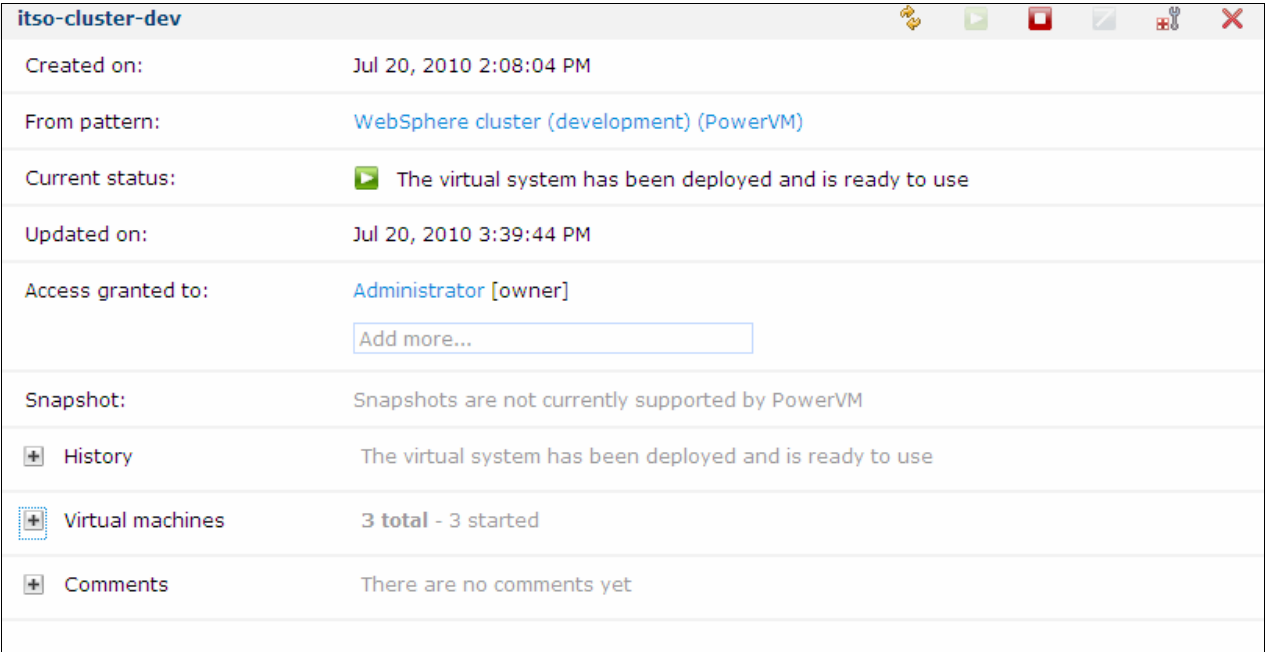 itso-cluster-dev
Created on: Jul 20, 2010 2:08:04 PM
From pattern: WebSphere cluster (development) (PowerVM)
Current status: The virtual system has been deployed and is ready to use
Updated on: Jul 20, 2010 3:39:44 PM
Access granted to: Administrator [owner]
Add more...
Snapshot: Snapshots are not currently supported by PowerVM
History The virtual system has been deployed and is ready to use
Virtual machines 3 total - 3 started
Comments There are no comments yet